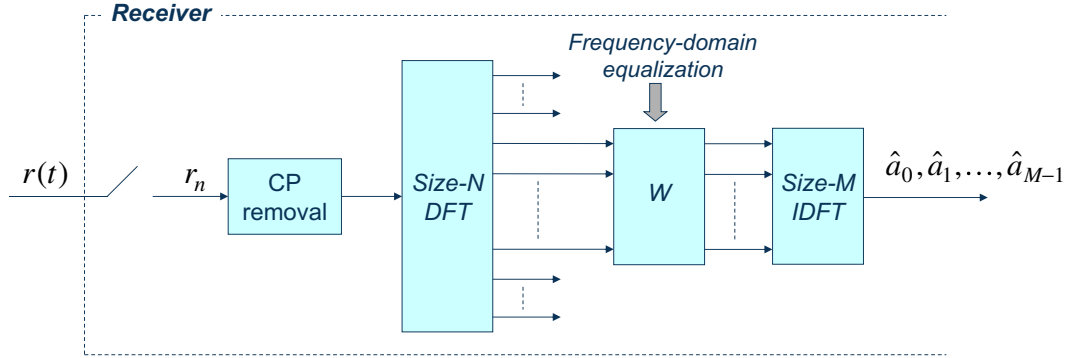 Receiver
Frequency-domain
equalization
r(t)
r_n
CP
removal
Size-N
DFT
W
Size-M
IDFT
â_0, â_1, …, â_{M−1}